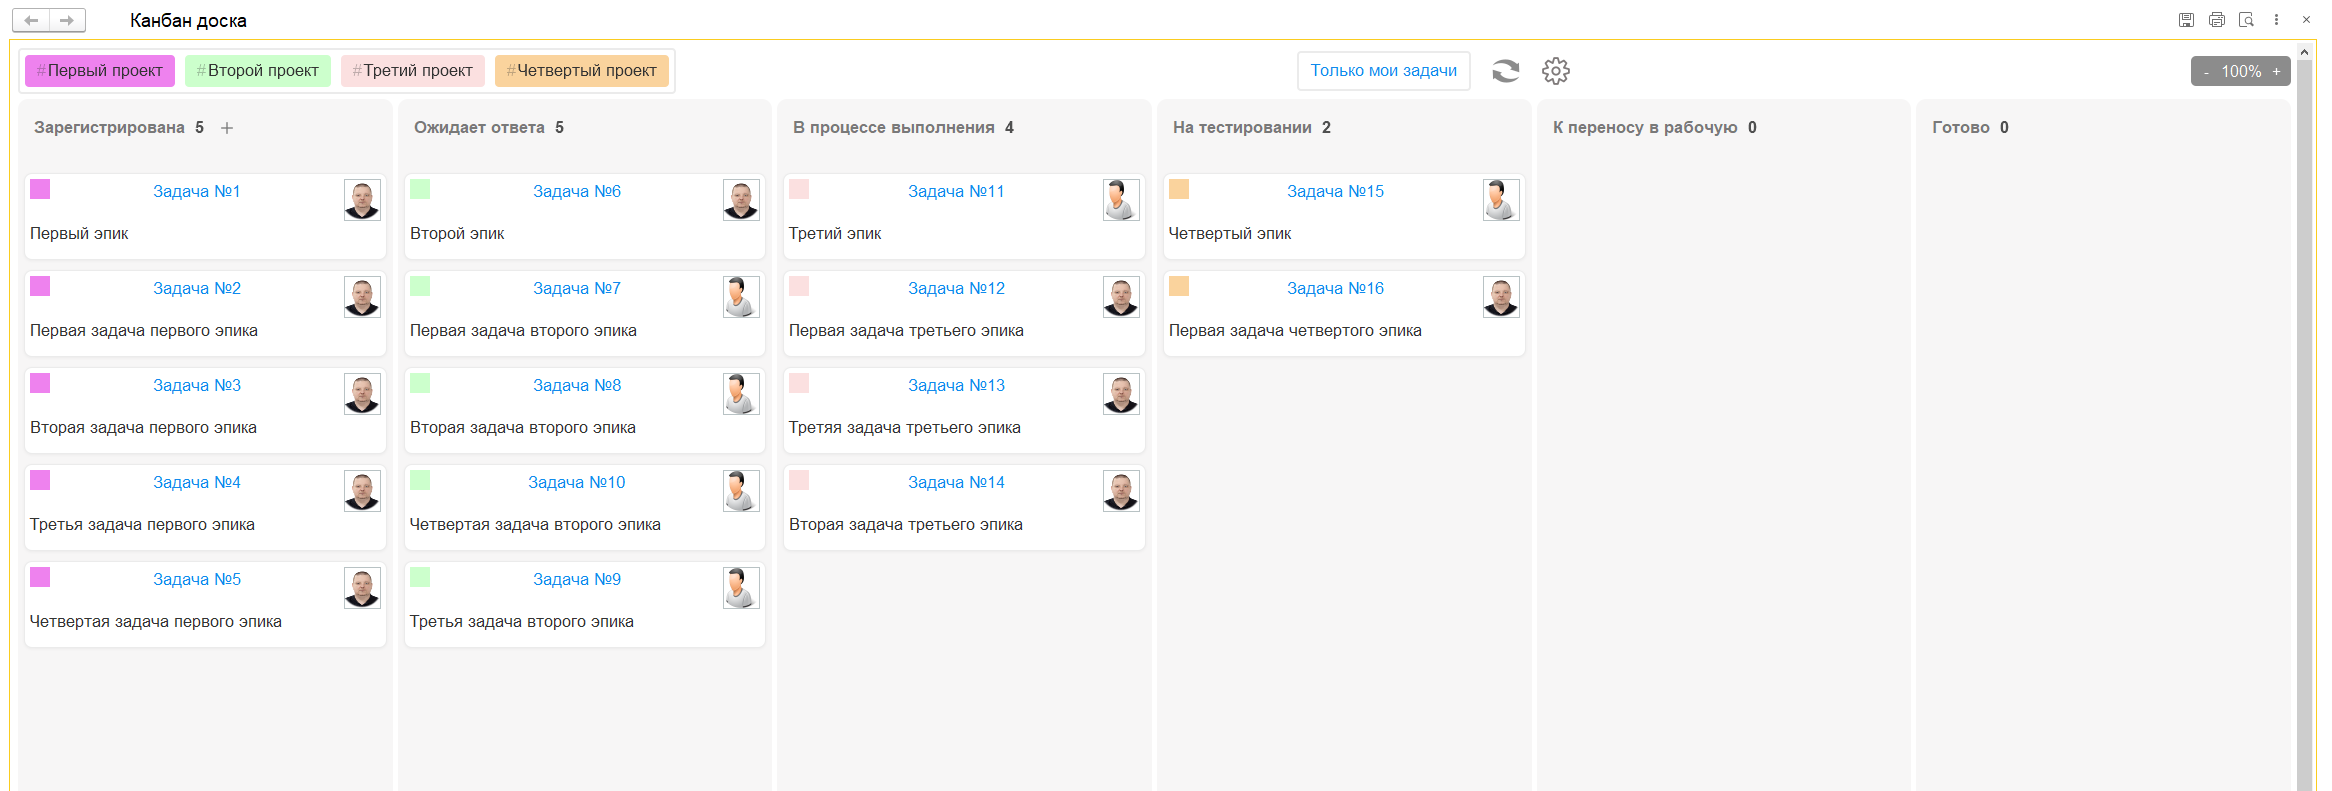 Канбан доска
#Первый проект #Второй проект #Третий проект #Четвертый проект
Только мои задачи
- 100% +
Зарегистрирована 5 +
Задача №1
Первый эпик
Задача №2
Первая задача первого эпика
Задача №3
Вторая задача первого эпика
Задача №4
Третья задача первого эпика
Задача №5
Четвертая задача первого эпика
Ожидает ответа 5
Задача №6
Второй эпик
Задача №7
Первая задача второго эпика
Задача №8
Вторая задача второго эпика
Задача №10
Четвертая задача второго эпика
Задача №9
Третья задача второго эпика
В процессе выполнения 4
Задача №11
Третий эпик
Задача №12
Первая задача третьего эпика
Задача №13
Третяя задача третьего эпика
Задача №14
Вторая задача третьего эпика
На тестировании 2
Задача №15
Четвертый эпик
Задача №16
Первая задача четвертого эпика
К переносу в рабочую 0
Готово 0